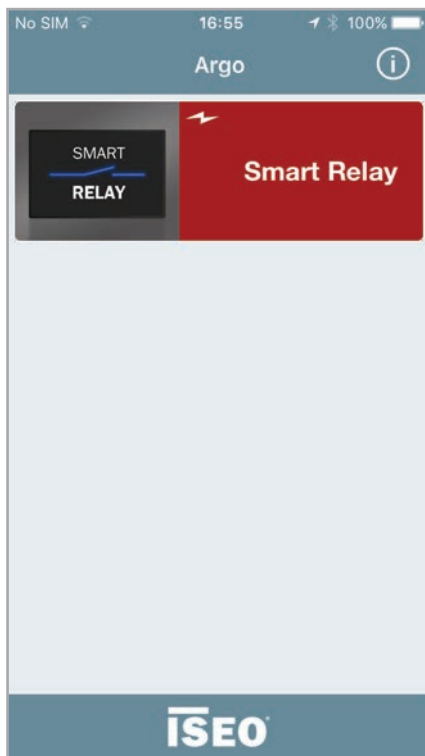 No SIM 16:55 100%
Argo
SMART
RELAY
Smart Relay
ISEO